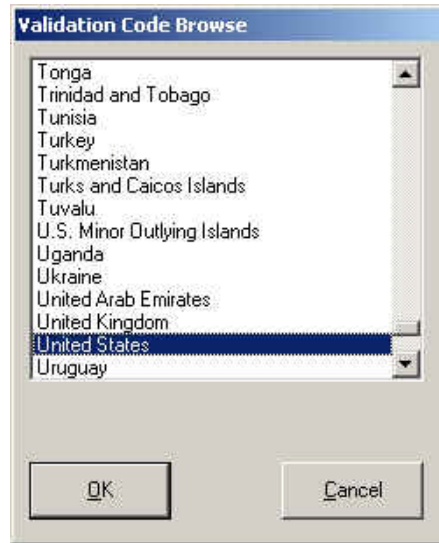 Validation Code Browse
Tonga
Trinidad and Tobago
Tunisia
Turkey
Turkmenistan
Turks and Caicos Islands
Tuvalu
U.S. Minor Outlying Islands
Uganda
Ukraine
United Arab Emirates
United Kingdom
United States
Uruguay
OK
Cancel